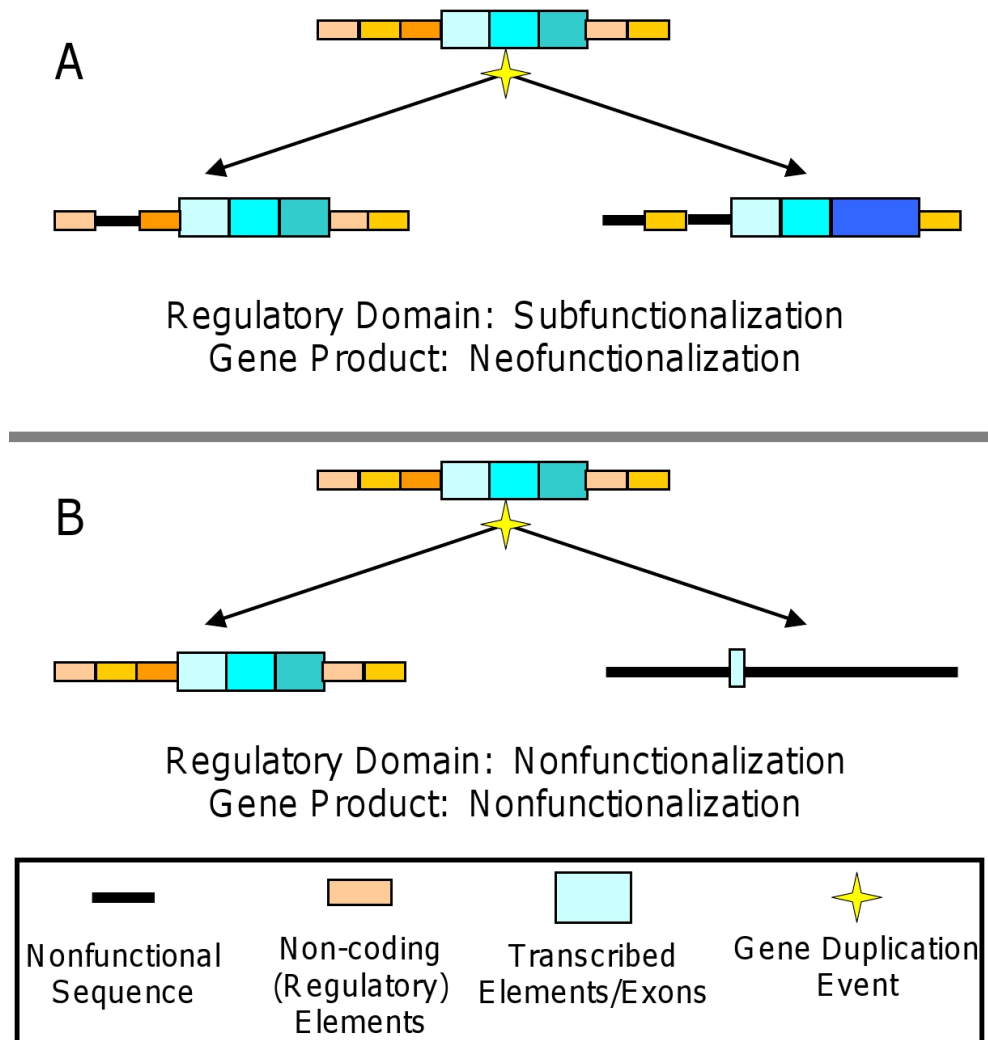 A
Regulatory Domain: Subfunctionalization
Gene Product: Neofunctionalization
B
Regulatory Domain: Nonfunctionalization
Gene Product: Nonfunctionalization
Nonfunctional
Sequence
Non-coding
(Regulatory)
Elements
Transcribed
Elements/Exons
Gene Duplication
Event